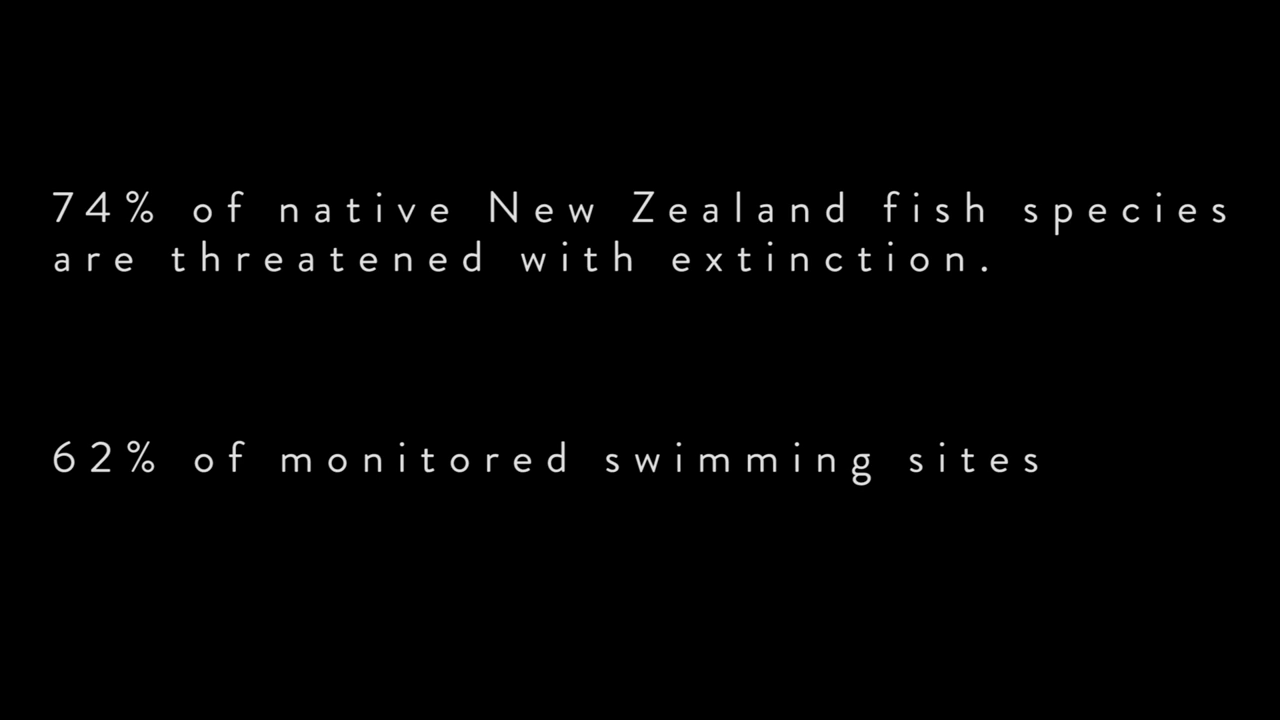 74% of native New Zealand fish species
are threatened with extinction.
62% of monitored swimming sites